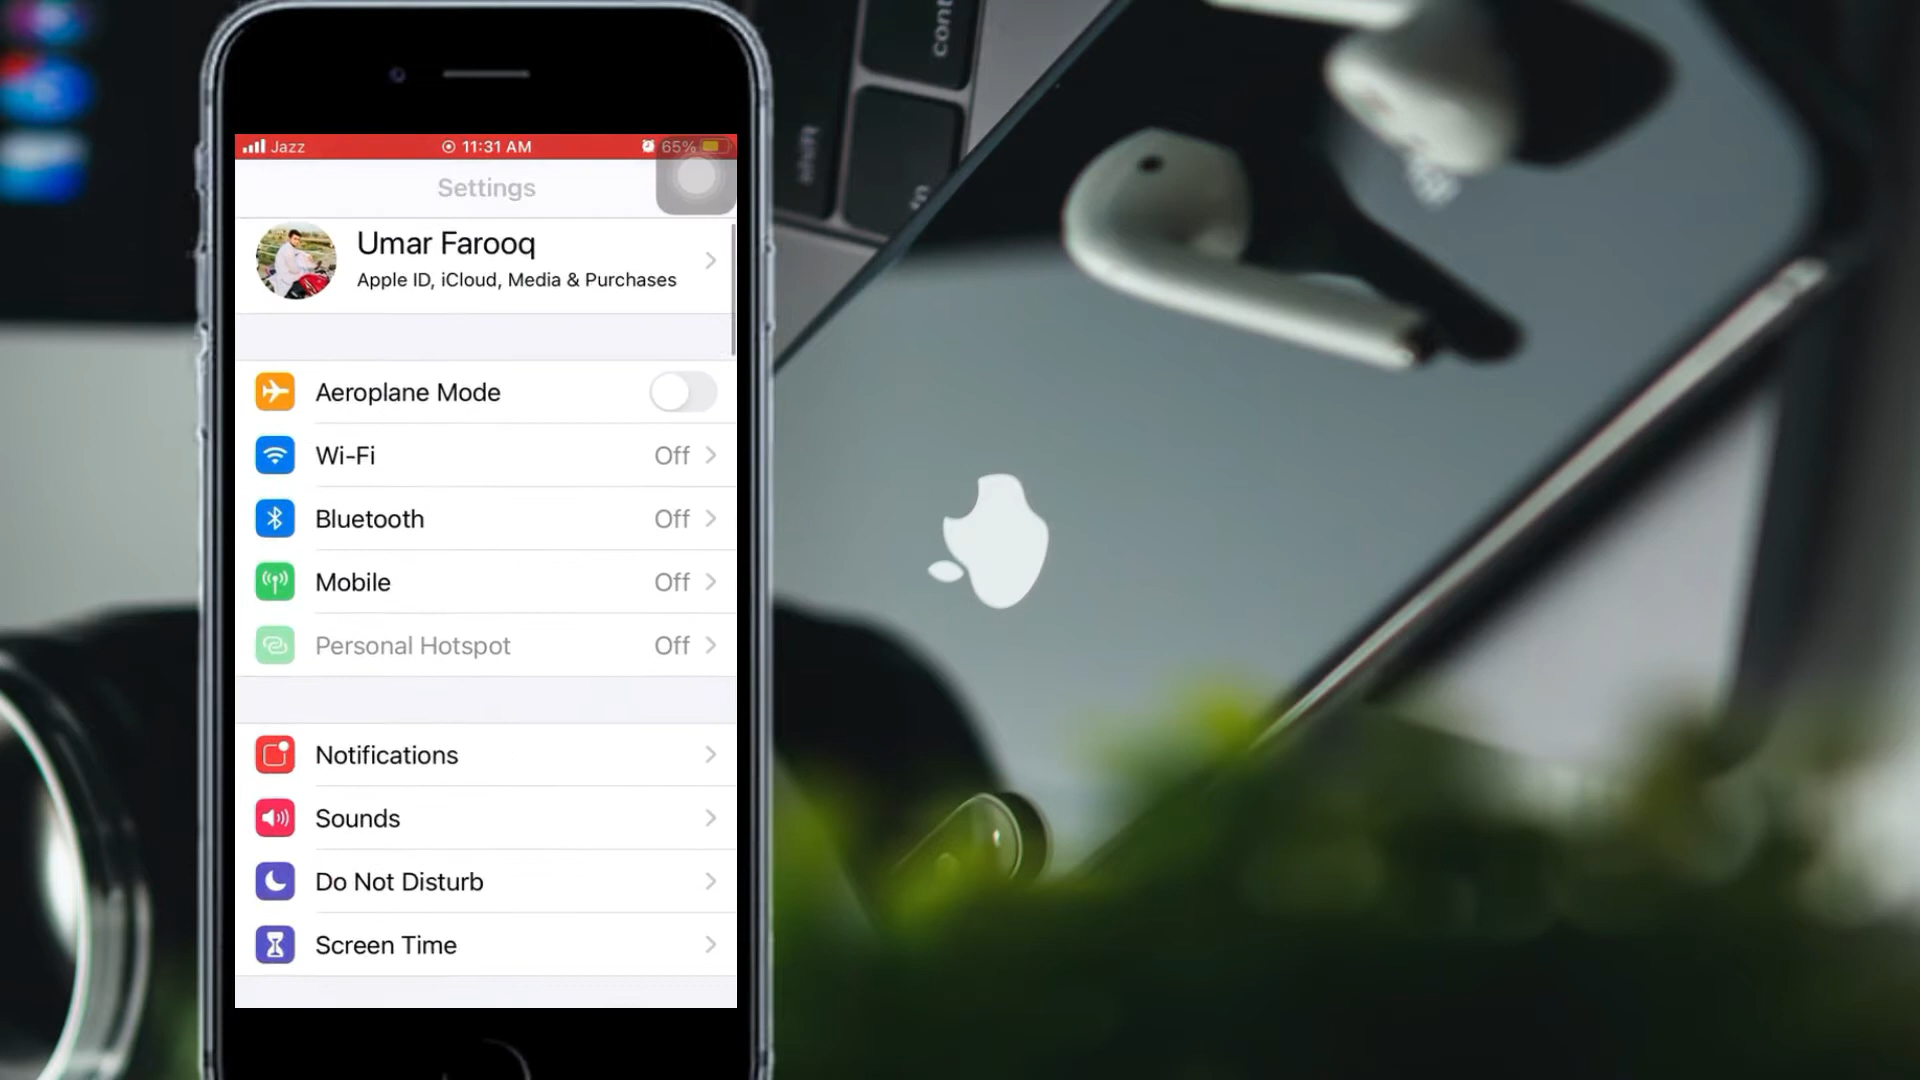 Jazz
11:31 AM
65%
Settings
Umar Farooq
Apple ID, iCloud, Media & Purchases
Aeroplane Mode
Wi-Fi
Off
Bluetooth
Off
Mobile
Off
Personal Hotspot
Off
Notifications
Sounds
Do Not Disturb
Screen Time
cont